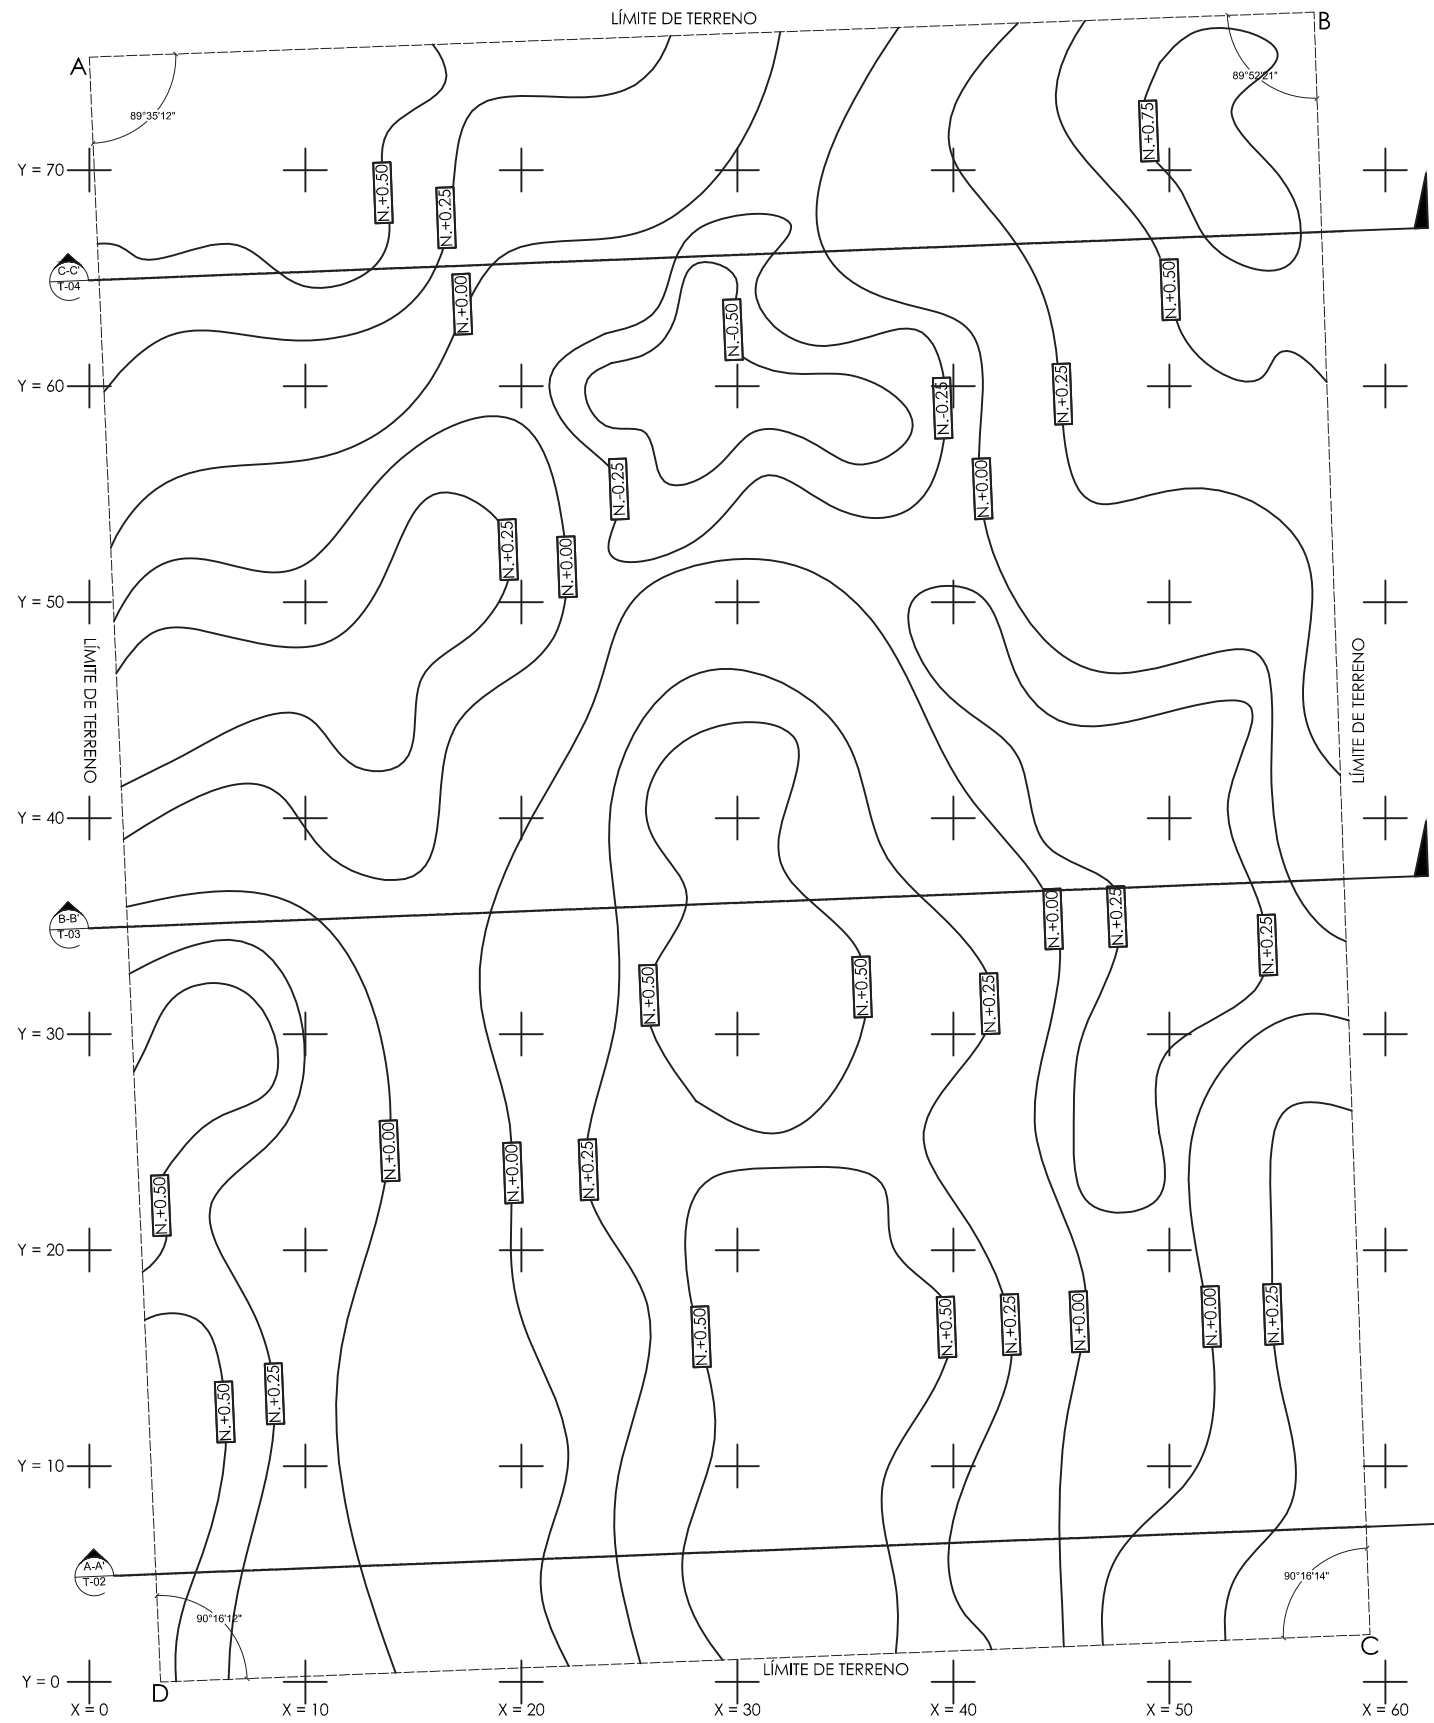 LÍMITE DE TERRENO
B
A
89°52'21"
89°35'12"
N.+0.75
Y = 70
N.+0.50
N.+0.25
C-C'
T-04
N.+0.50
N.+0.00
N.-0.50
Y = 60
N.+0.25
N.-0.25
N.-0.25
N.+0.00
N.+0.25
N.+0.00
Y = 50
LÍMITE DE TERRENO
LÍMITE DE TERRENO
Y = 40
B-B'
T-03
N.+0.00
N.+0.25
N.+0.25
N.+0.50
N.+0.50
N.+0.25
Y = 30
N.+0.00
N.+0.00
N.+0.25
N.+0.50
Y = 20
N.+0.50
N.+0.50
N.+0.25
N.+0.00
N.+0.00
N.+0.25
N.+0.50
N.+0.25
Y = 10
A-A'
T-02
90°16'14"
90°16'12"
C
Y = 0
D
LÍMITE DE TERRENO
X = 0
X = 10
X = 20
X = 30
X = 40
X = 50
X = 60